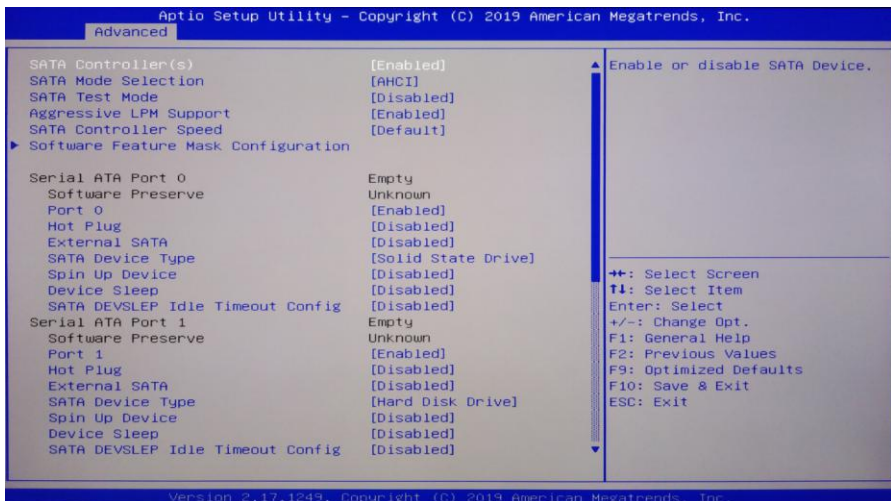 Aptio Setup Utility – Copyright (C) 2019 American Megatrends, Inc.
Advanced
SATA Controller(s) [Enabled]
SATA Mode Selection [AHCI]
SATA Test Mode [Disabled]
Aggressive LPM Support [Enabled]
SATA Controller Speed [Default]
Software Feature Mask Configuration
Serial ATA Port 0 Empty
Software Preserve Unknown
Port 0 [Enabled]
Hot Plug [Disabled]
External SATA [Disabled]
SATA Device Type [Solid State Drive]
Spin Up Device [Disabled]
Device Sleep [Disabled]
SATA DEVSLEP Idle Timeout Config [Disabled]
Serial ATA Port 1 Empty
Software Preserve Unknown
Port 1 [Enabled]
Hot Plug [Disabled]
External SATA [Disabled]
SATA Device Type [Hard Disk Drive]
Spin Up Device [Disabled]
Device Sleep [Disabled]
SATA DEVSLEP Idle Timeout Config [Disabled]
Enable or disable SATA Device.
→←: Select Screen
↑↓: Select Item
Enter: Select
+/-: Change Opt.
F1: General Help
F2: Previous Values
F9: Optimized Defaults
F10: Save & Exit
ESC: Exit
Version 2.17.1249. Copyright (C) 2019 American Megatrends, Inc.